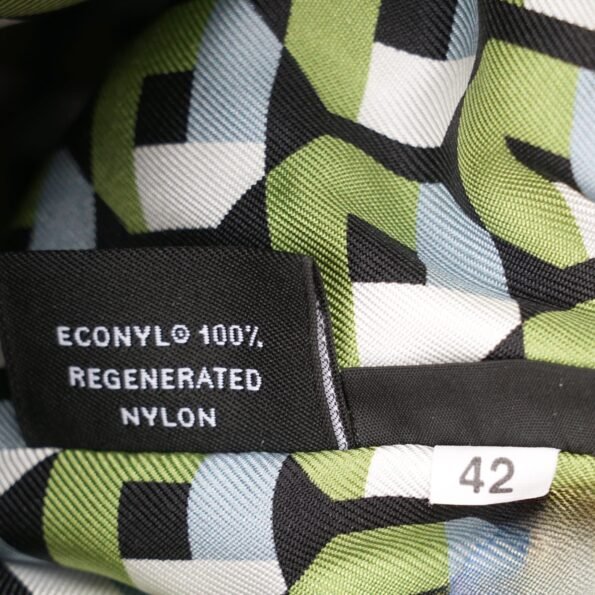 ECONYL® 100%
REGENERATED
NYLON
42